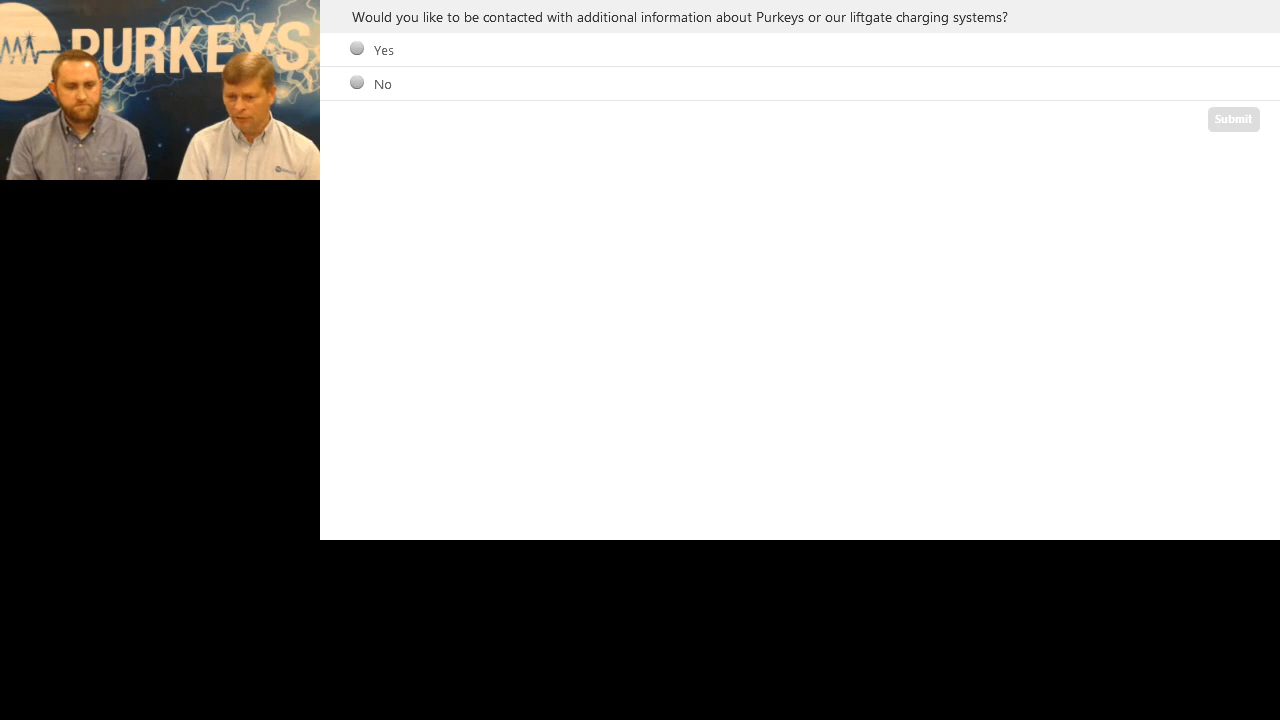 PURKEYS
Would you like to be contacted with additional information about Purkeys or our liftgate charging systems?
Yes
No
Submit